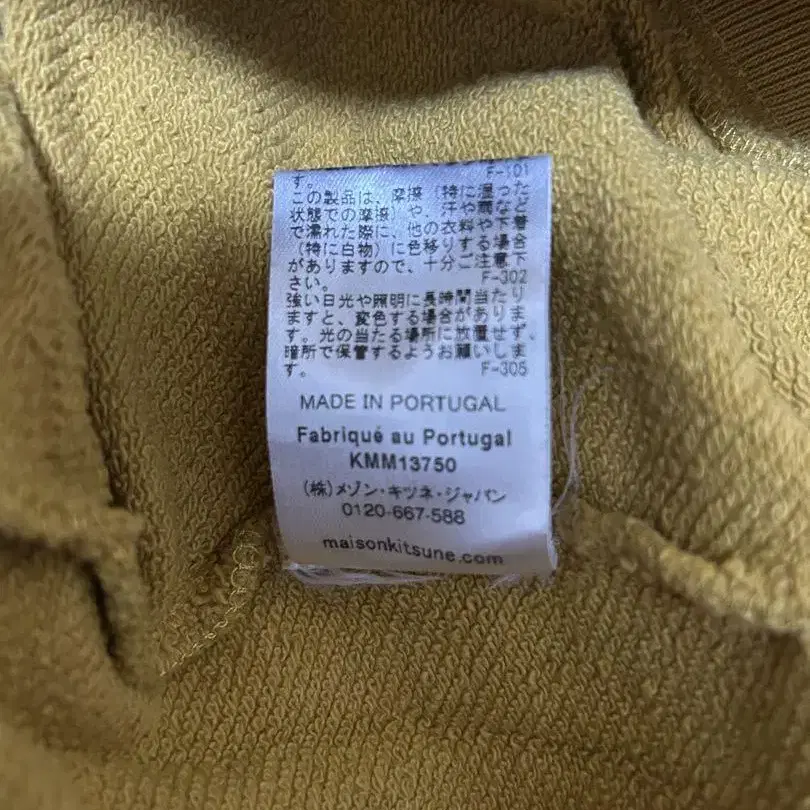 す。 F-101
この製品は、摩擦（特に湿った
状態での摩擦）や、汗や雨など
で濡れた際に、他の衣料や下着
（特に白物）に色移りする場合
がありますので、十分ご注意下
さい。 F-302
強い日光や照明に長時間当たり
ますと、変色する場合がありま
す。光の当たる場所に放置せず、
暗所で保管するようお願いしま
す。 F-305
MADE IN PORTUGAL
Fabriqué au Portugal
KMM13750
（株）メゾン・キツネ・ジャパン
0120-667-588
maisonkitsune.com